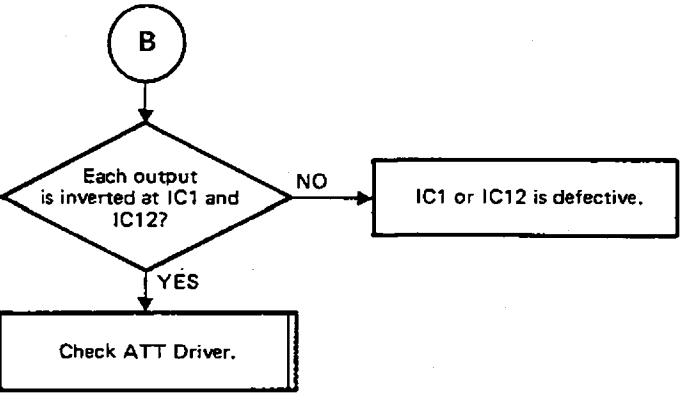 B
Each output
is inverted at IC1 and
IC12?
NO
IC1 or IC12 is defective.
YES
Check ATT Driver.